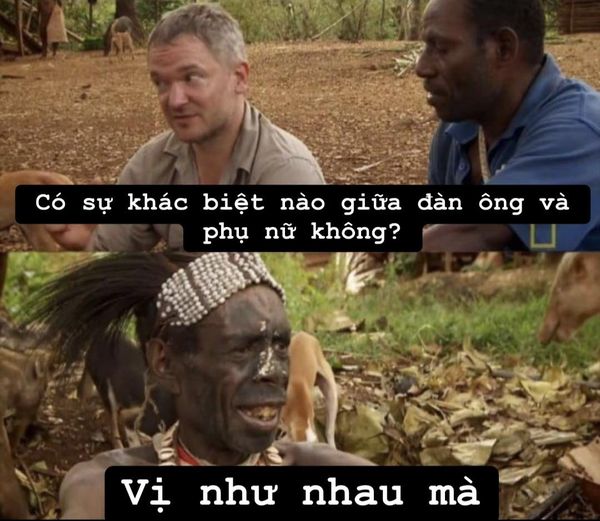 Có sự khác biệt nào giữa đàn ông và
phụ nữ không?
Vị như nhau mà